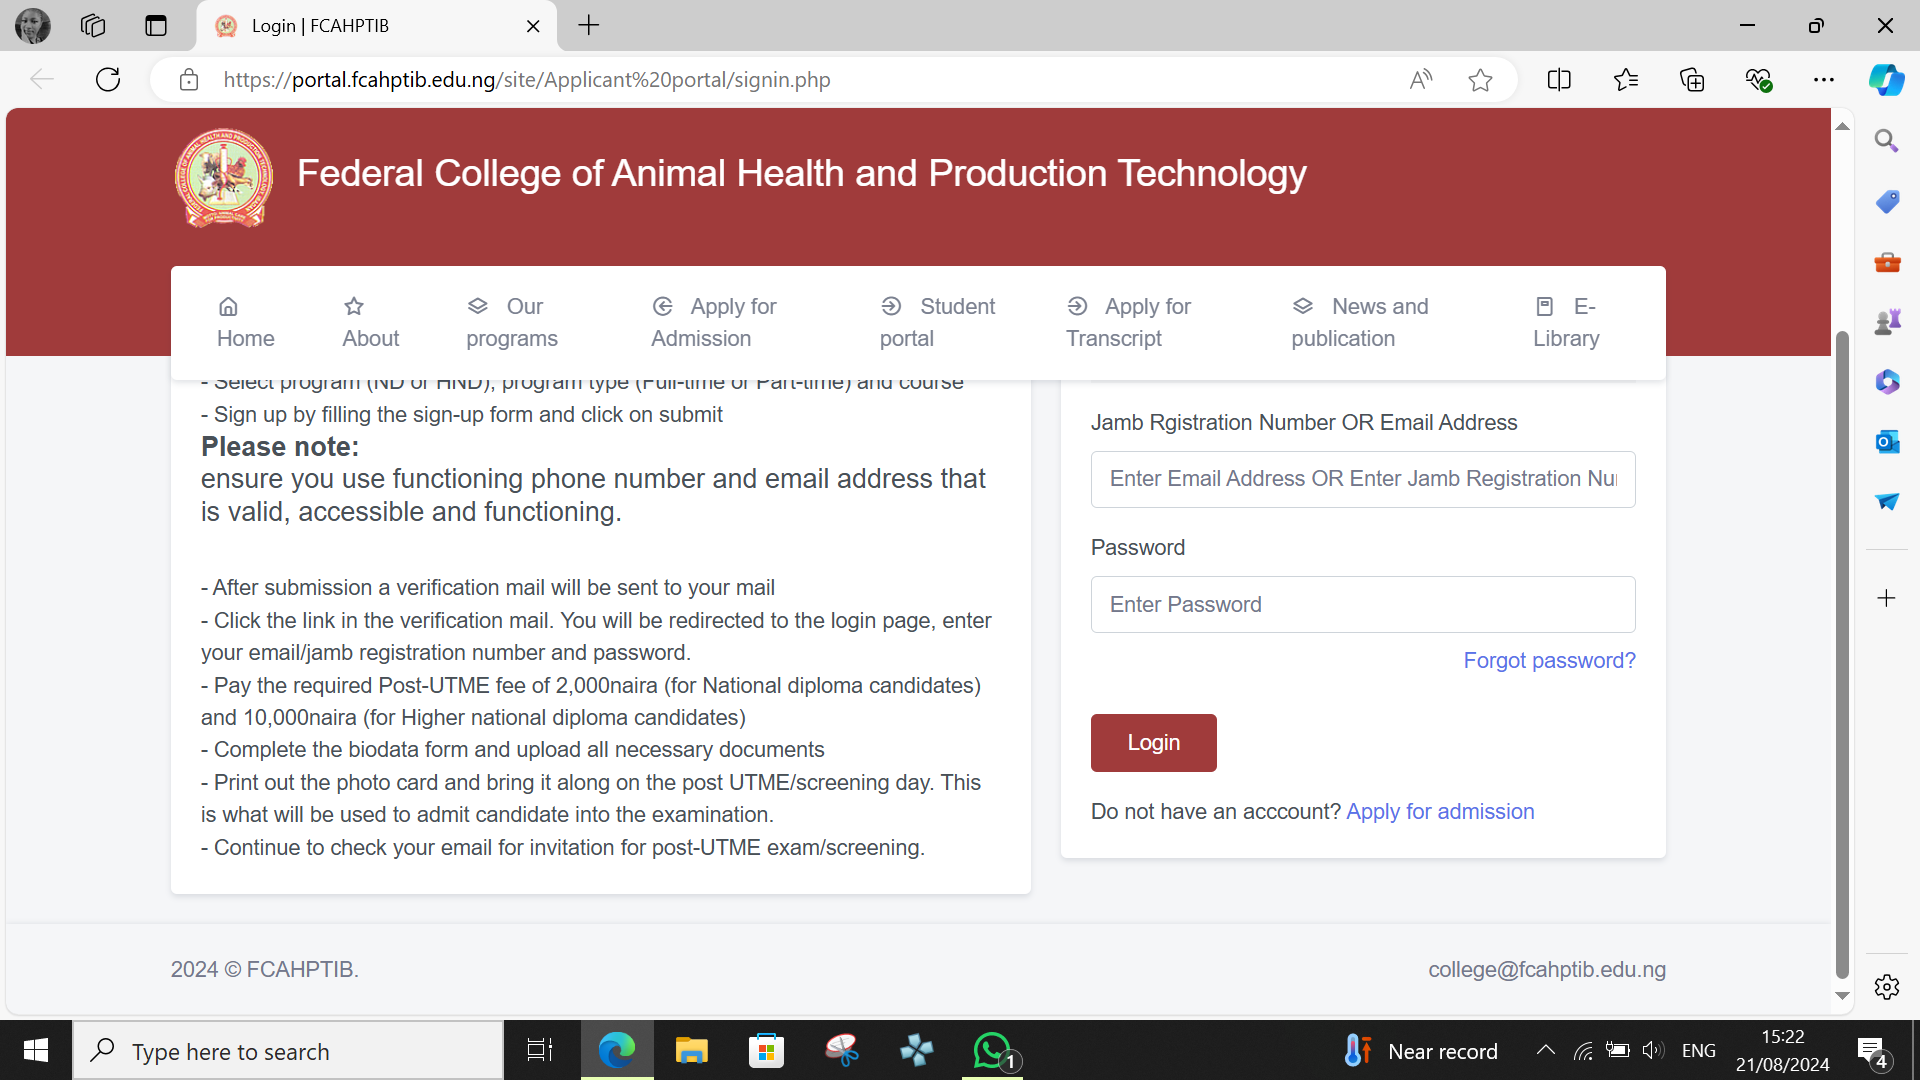 Login | FCAHPTIB
https://portal.fcahptib.edu.ng/site/Applicant%20portal/signin.php
Federal College of Animal Health and Production Technology
Home
About
Our
programs
Apply for
Admission
Student
portal
Apply for
Transcript
News and
publication
E-
Library
- Select program (ND or HND), program type (Full-time or Part-time) and course
- Sign up by filling the sign-up form and click on submit
Please note:
ensure you use functioning phone number and email address that
is valid, accessible and functioning.
- After submission a verification mail will be sent to your mail
- Click the link in the verification mail. You will be redirected to the login page, enter
your email/jamb registration number and password.
- Pay the required Post-UTME fee of 2,000naira (for National diploma candidates)
and 10,000naira (for Higher national diploma candidates)
- Complete the biodata form and upload all necessary documents
- Print out the photo card and bring it along on the post UTME/screening day. This
is what will be used to admit candidate into the examination.
- Continue to check your email for invitation for post-UTME exam/screening.
Jamb Rgistration Number OR Email Address
Enter Email Address OR Enter Jamb Registration Nu
Password
Enter Password
Forgot password?
Login
Do not have an acccount? Apply for admission
2024 © FCAHPTIB.
college@fcahptib.edu.ng
Type here to search
1
Near record
ENG
15:22
21/08/2024
4